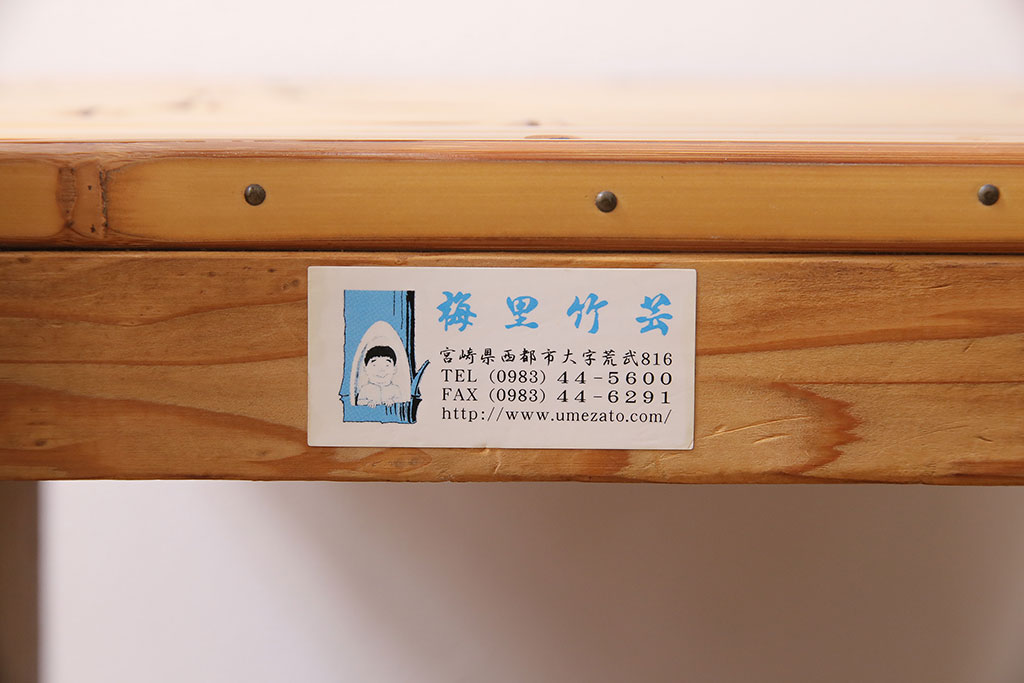 梅里竹芸
宮崎県西都市大字荒武816
TEL (0983) 44-5600
FAX (0983) 44-6291
http://www.umezato.com/